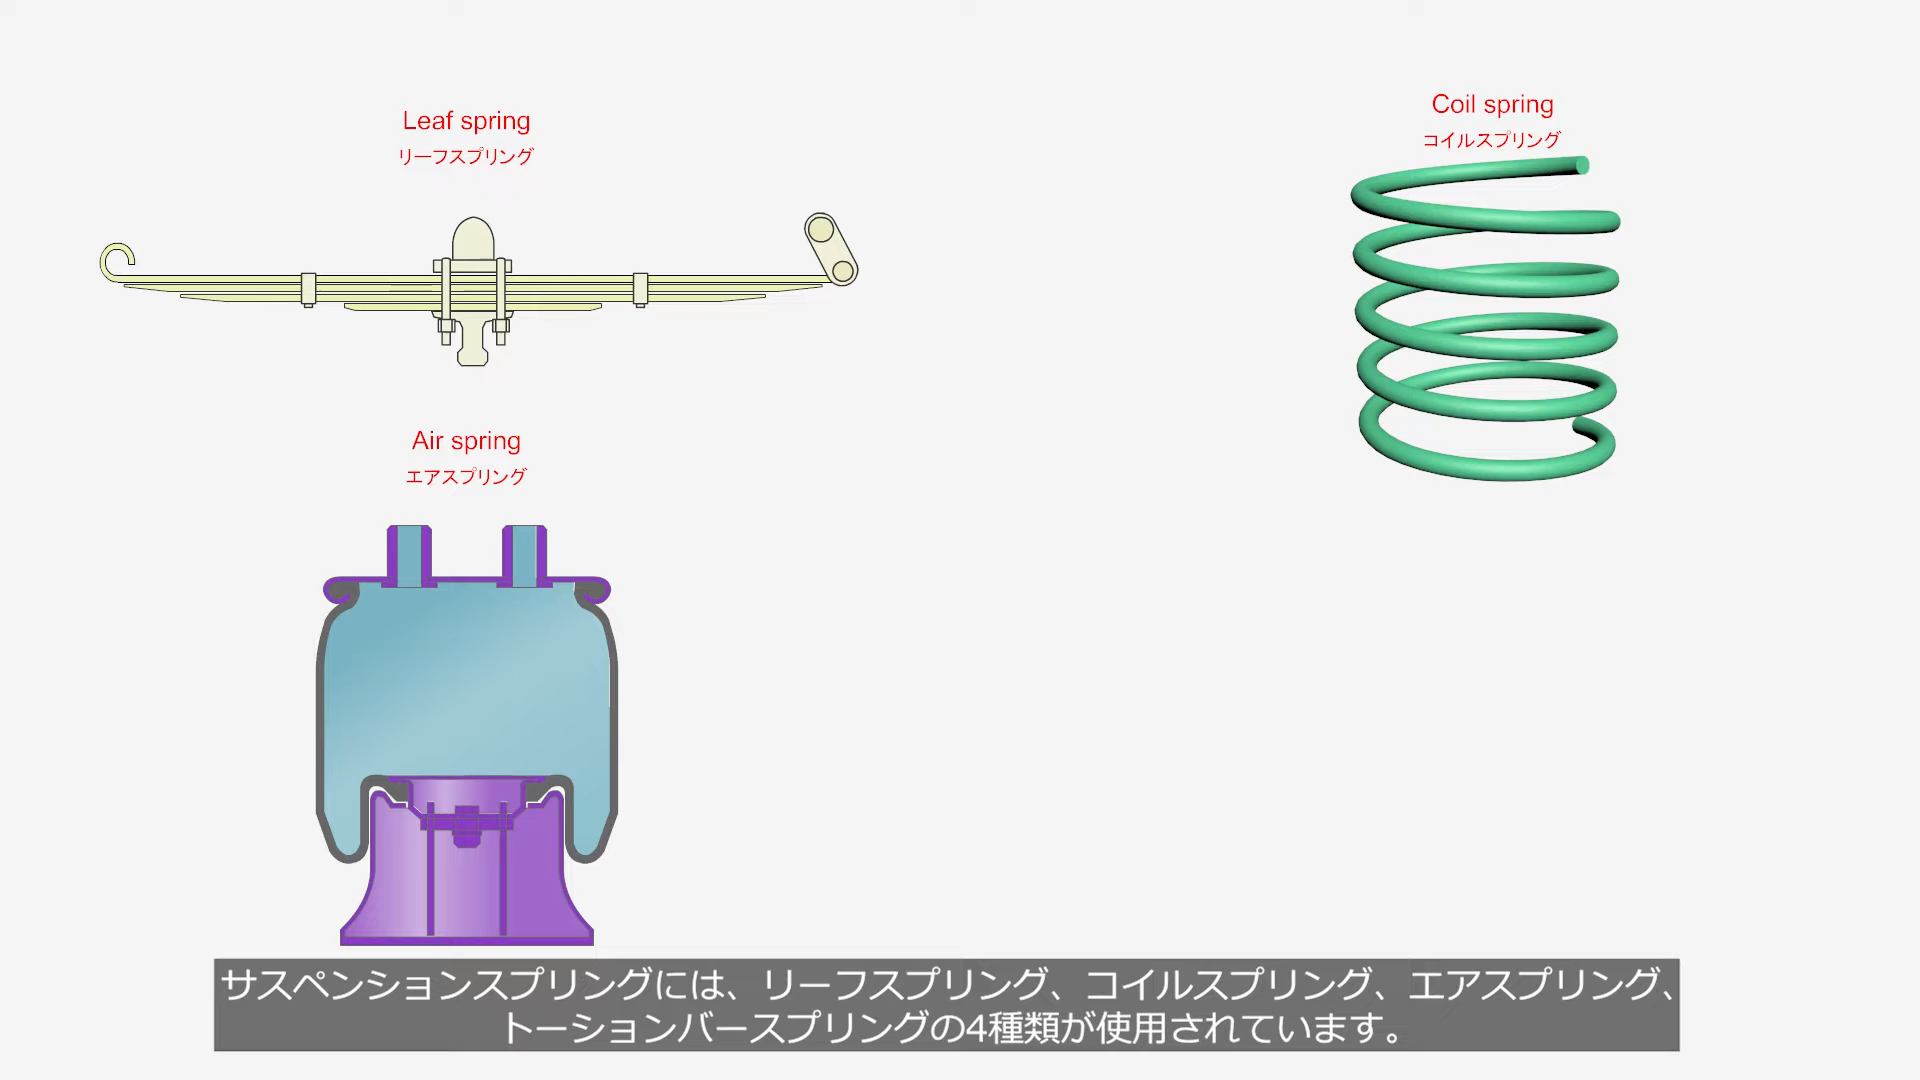 Leaf spring
リーフスプリング
Coil spring
コイルスプリング
Air spring
エアスプリング
サスペンションスプリングには、リーフスプリング、コイルスプリング、エアスプリング、
トーションバースプリングの4種類が使用されています。